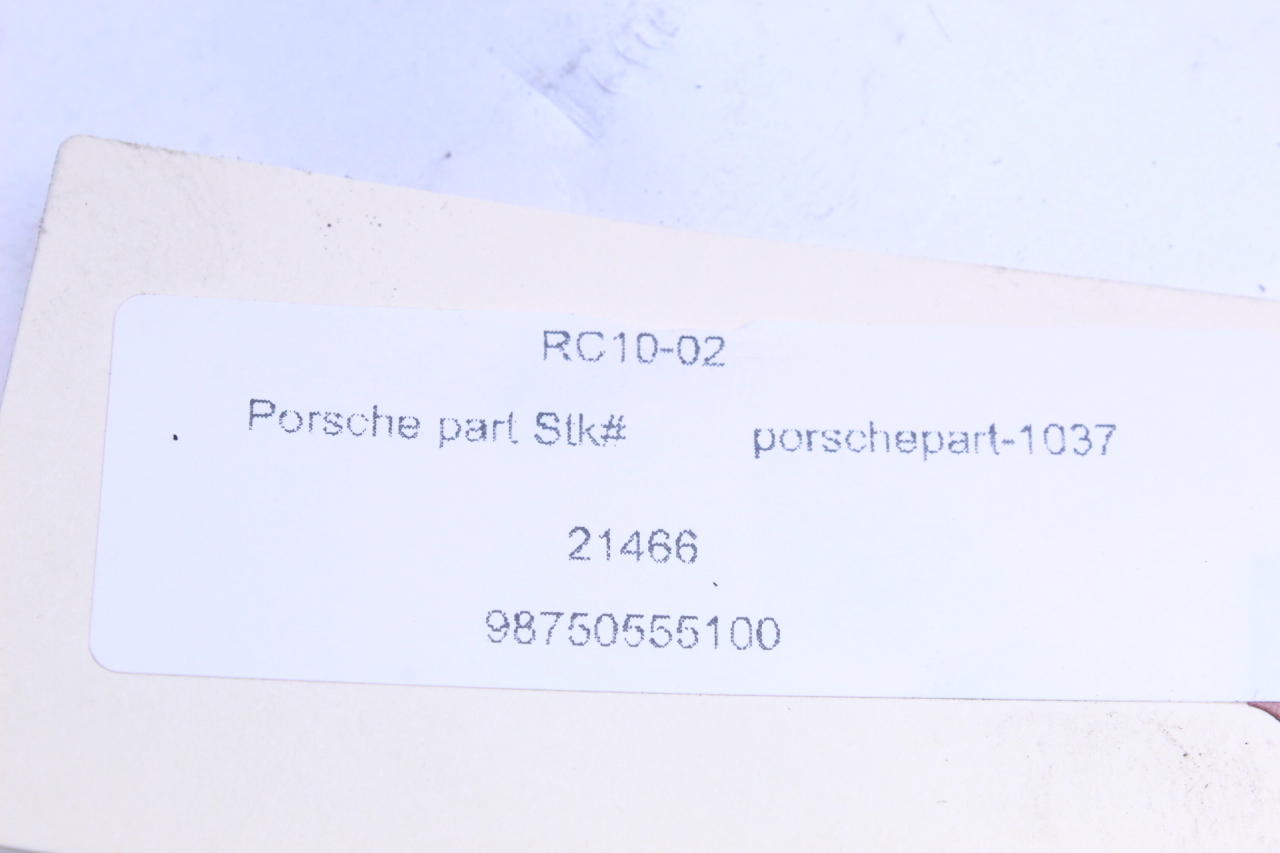 RC10-02
Porsche part Stk# porschepart-1037
21466
98750555100